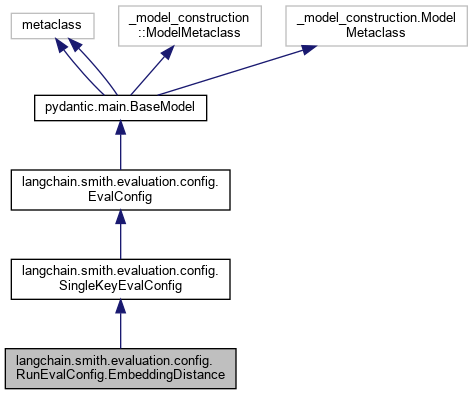 metaclass
_model_construction
::ModelMetaclass
_model_construction.Model
Metaclass
pydantic.main.BaseModel
langchain.smith.evaluation.config.
EvalConfig
langchain.smith.evaluation.config.
SingleKeyEvalConfig
langchain.smith.evaluation.config.
RunEvalConfig.EmbeddingDistance